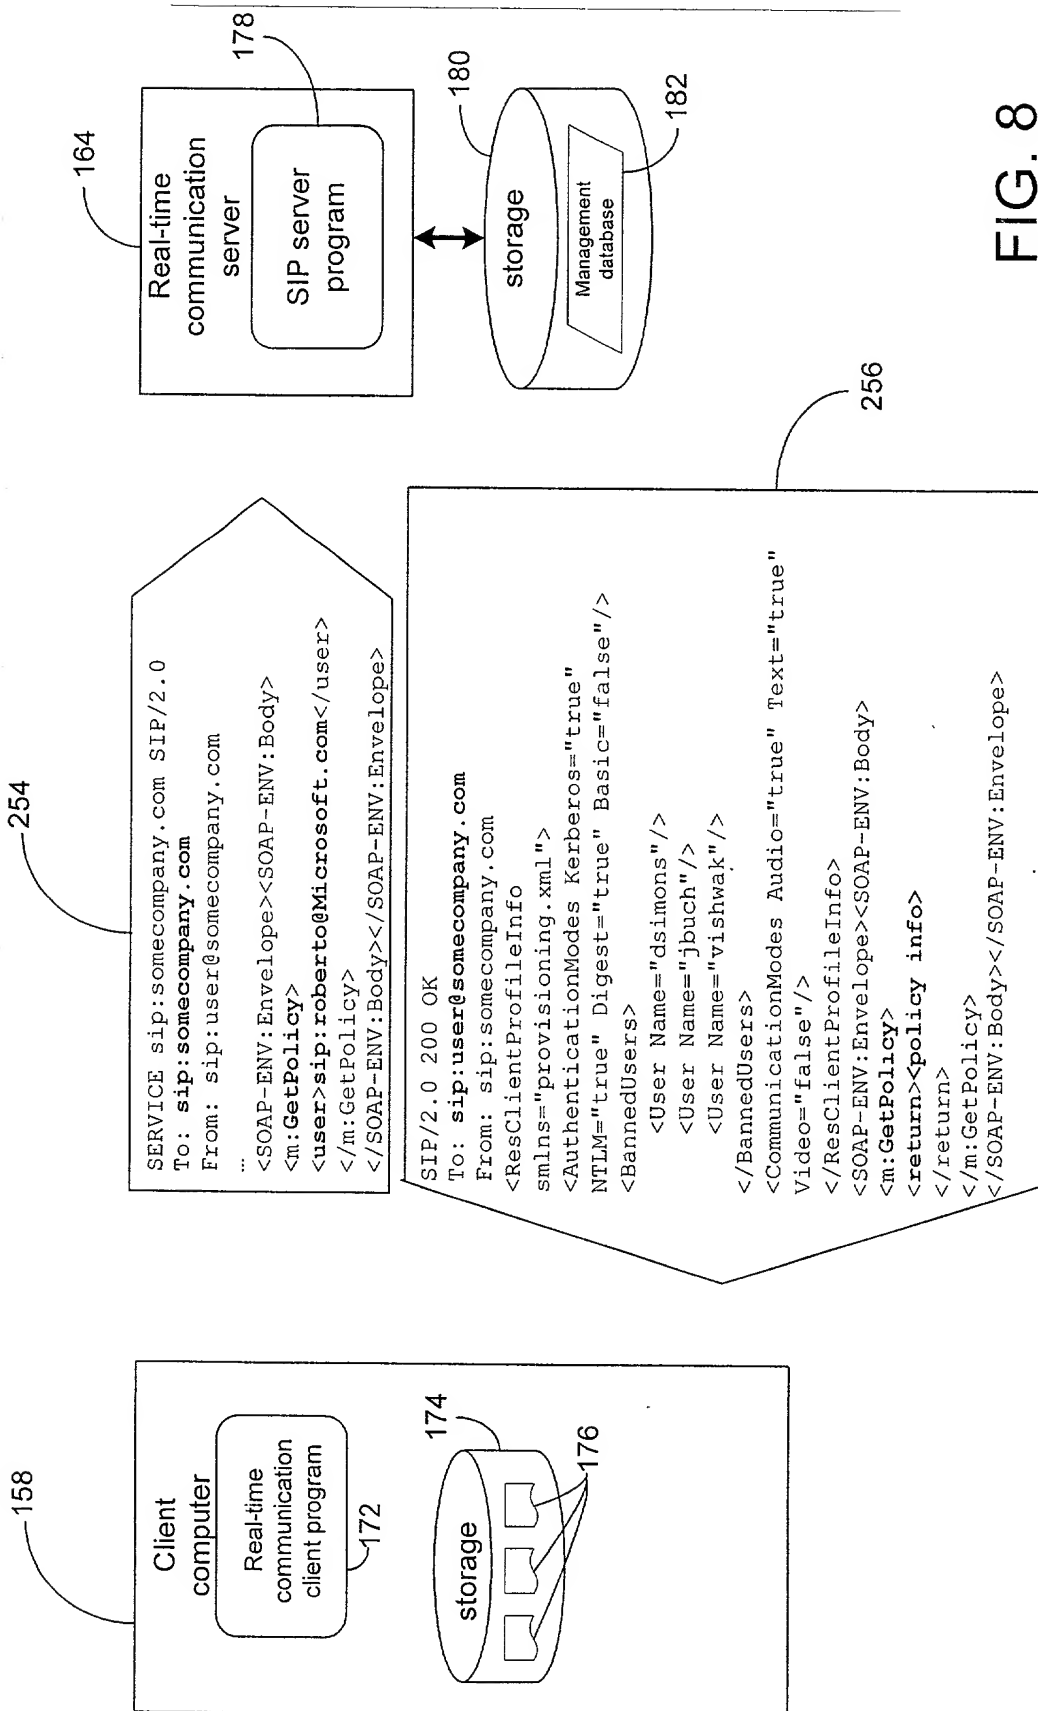 158
Client
computer
Real-time
communication
client program
172
storage
174
176
254
SERVICE sip:somecompany.com SIP/2.0
To: sip:somecompany.com
From: sip:user@somecompany.com
…
<SOAP-ENV:Envelope><SOAP-ENV:Body>
<m:GetPolicy>
<user>sip:roberto@Microsoft.com</user>
</m:GetPolicy>
</SOAP-ENV:Body></SOAP-ENV:Envelope>
SIP/2.0 200 OK
To: sip:user@somecompany.com
From: sip:somecompany.com
<ResClientProfileInfo
smlns="provisioning.xml">
<AuthenticationModes Kerberos="true"
NTLM="true" Digest="true" Basic="false"/>
<BannedUsers>
<User Name="dsimons"/>
<User Name="jbuch"/>
<User Name="vishwak"/>
</BannedUsers>
<CommunicationModes Audio="true" Text="true"
Video="false"/>
</ResClientProfileInfo>
<SOAP-ENV:Envelope><SOAP-ENV:Body>
<m:GetPolicy>
<return><policy info>
</return>
</m:GetPolicy>
</SOAP-ENV:Body></SOAP-ENV:Envelope>
256
164
Real-time
communication
server
SIP server
program
178
storage
180
Management
database
182
FIG. 8